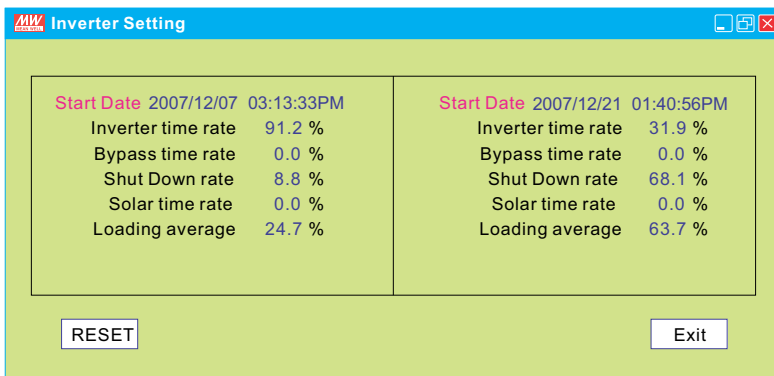 MW MEAN WELL Inverter Setting
Start Date 2007/12/07 03:13:33PM
Inverter time rate 91.2 %
Bypass time rate 0.0 %
Shut Down rate 8.8 %
Solar time rate 0.0 %
Loading average 24.7 %
Start Date 2007/12/21 01:40:56PM
Inverter time rate 31.9 %
Bypass time rate 0.0 %
Shut Down rate 68.1 %
Solar time rate 0.0 %
Loading average 63.7 %
RESET
Exit